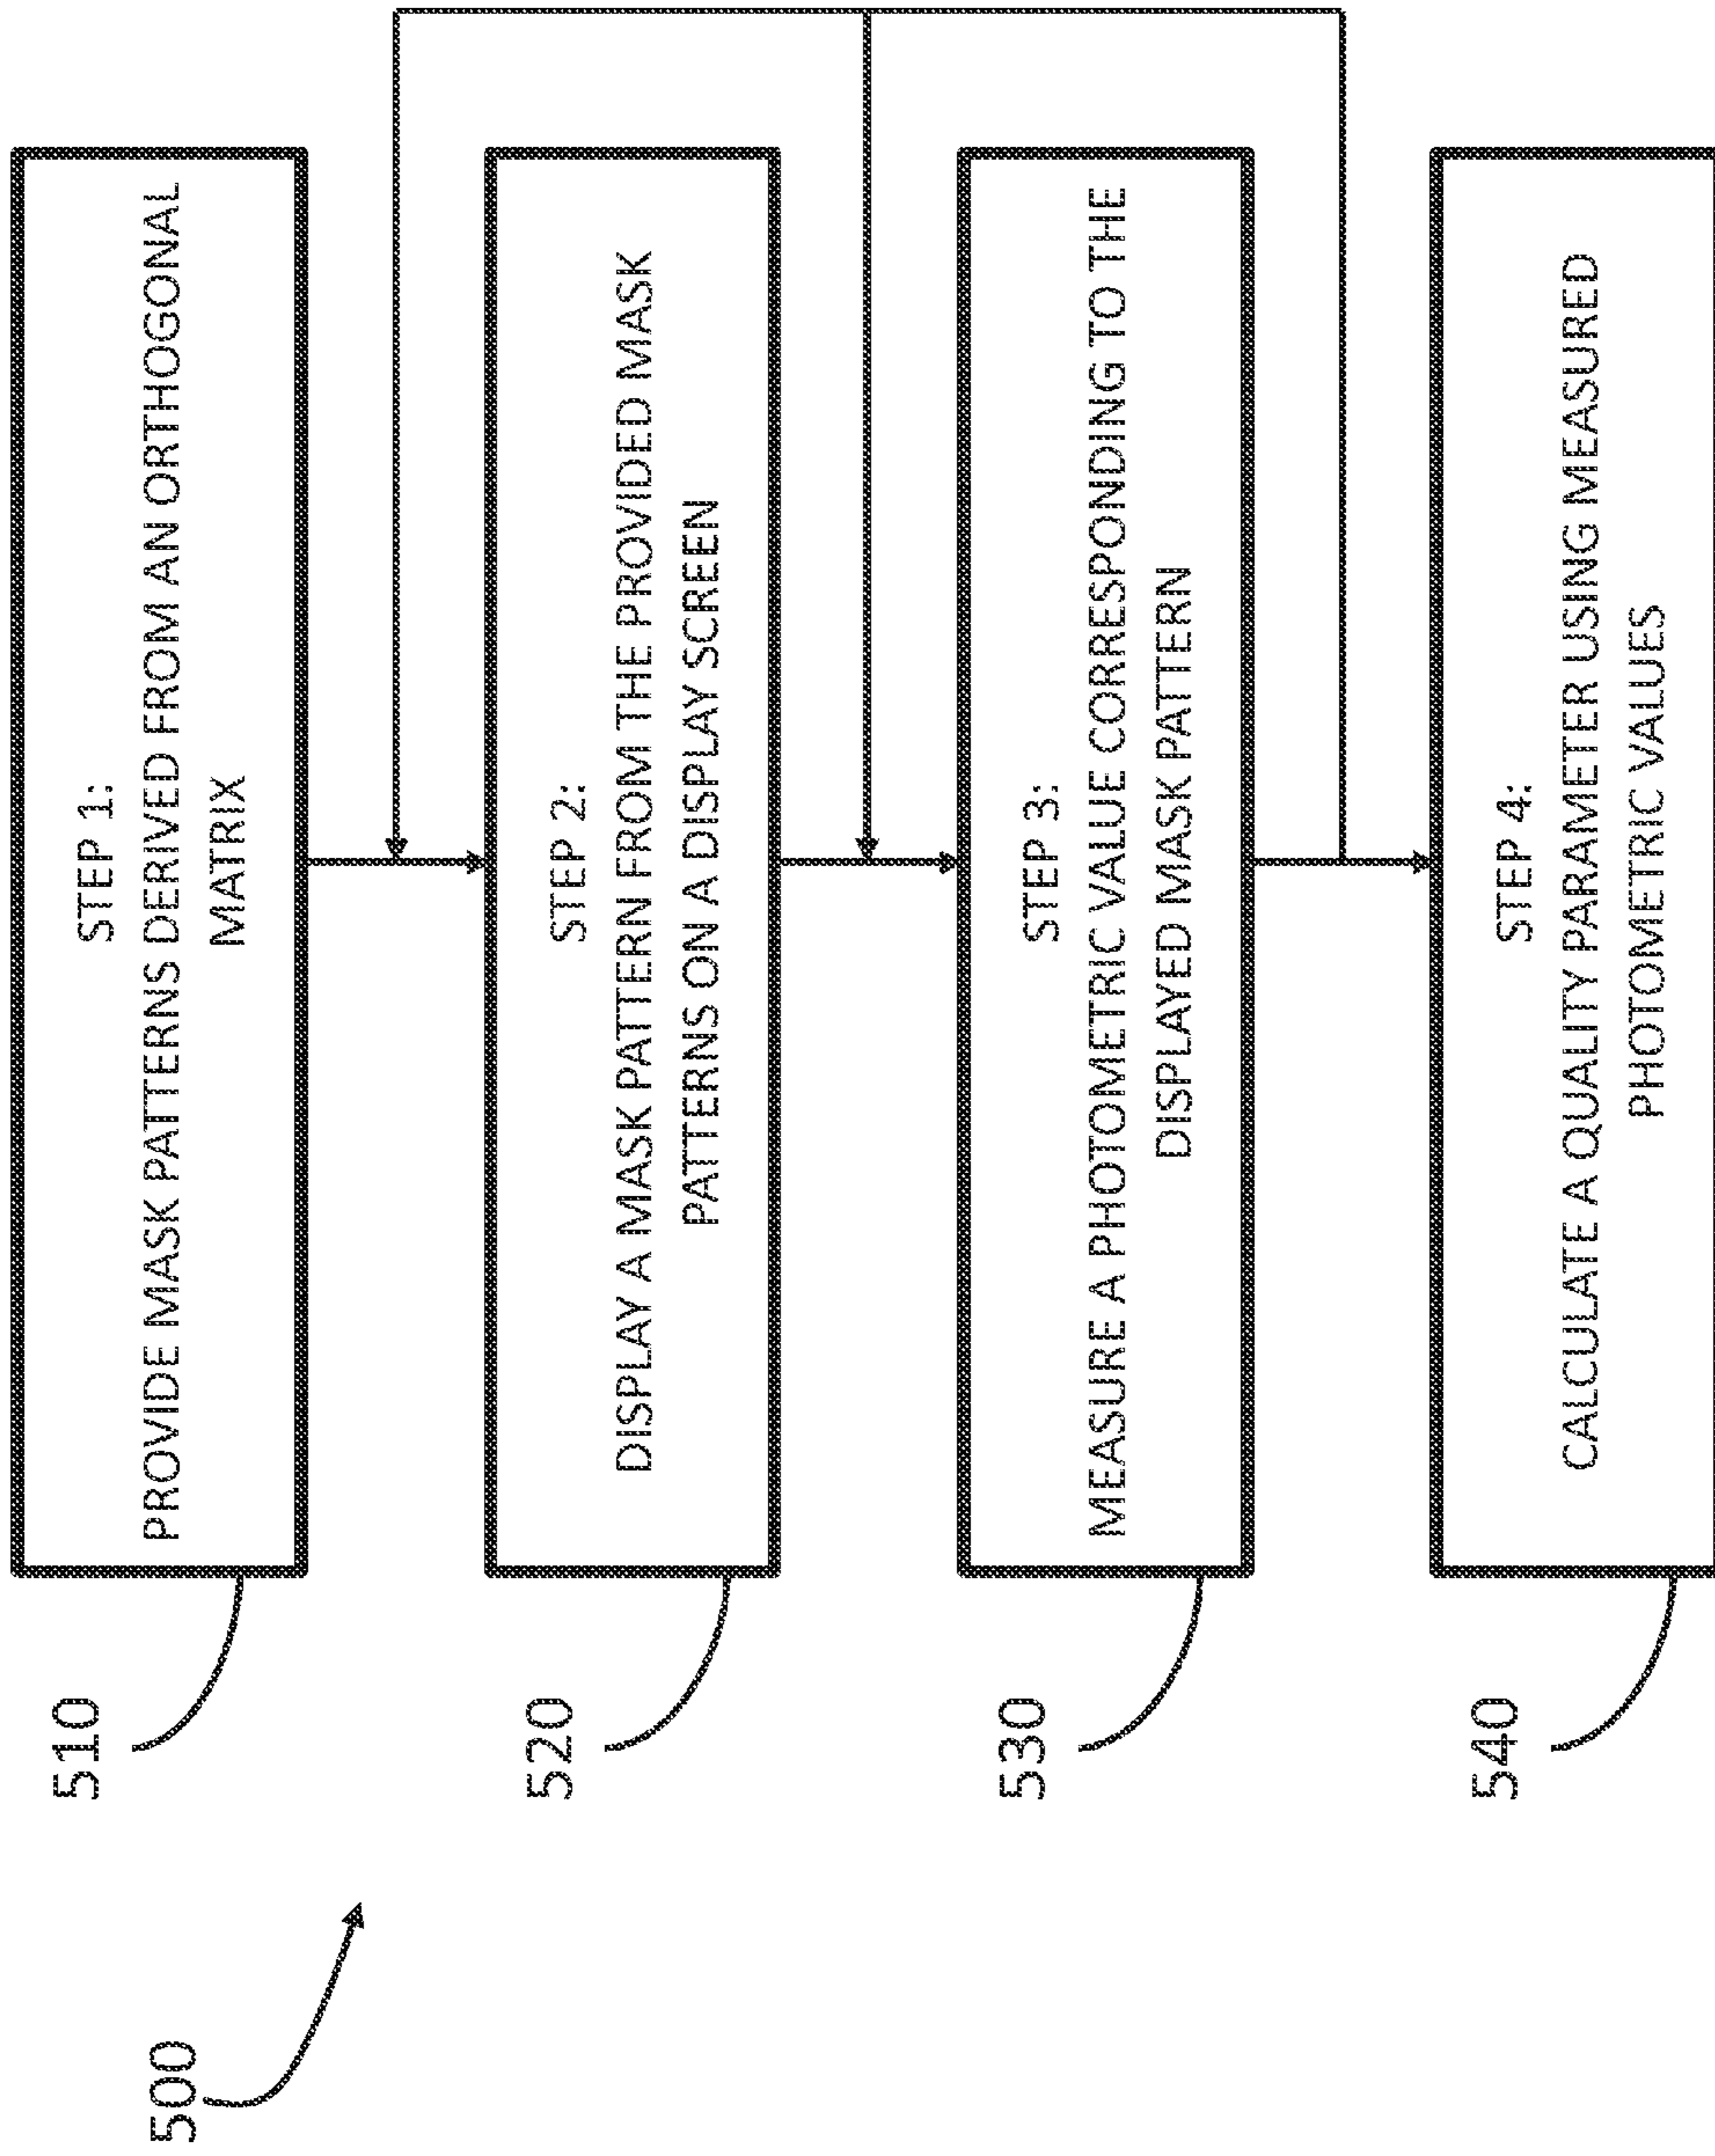 500
510
STEP 1:
PROVIDE MASK PATTERNS DERIVED FROM AN ORTHOGONAL
MATRIX
520
STEP 2:
DISPLAY A MASK PATTERN FROM THE PROVIDED MASK
PATTERNS ON A DISPLAY SCREEN
530
STEP 3:
MEASURE A PHOTOMETRIC VALUE CORRESPONDING TO THE
DISPLAYED MASK PATTERN
540
STEP 4:
CALCULATE A QUALITY PARAMETER USING MEASURED
PHOTOMETRIC VALUES